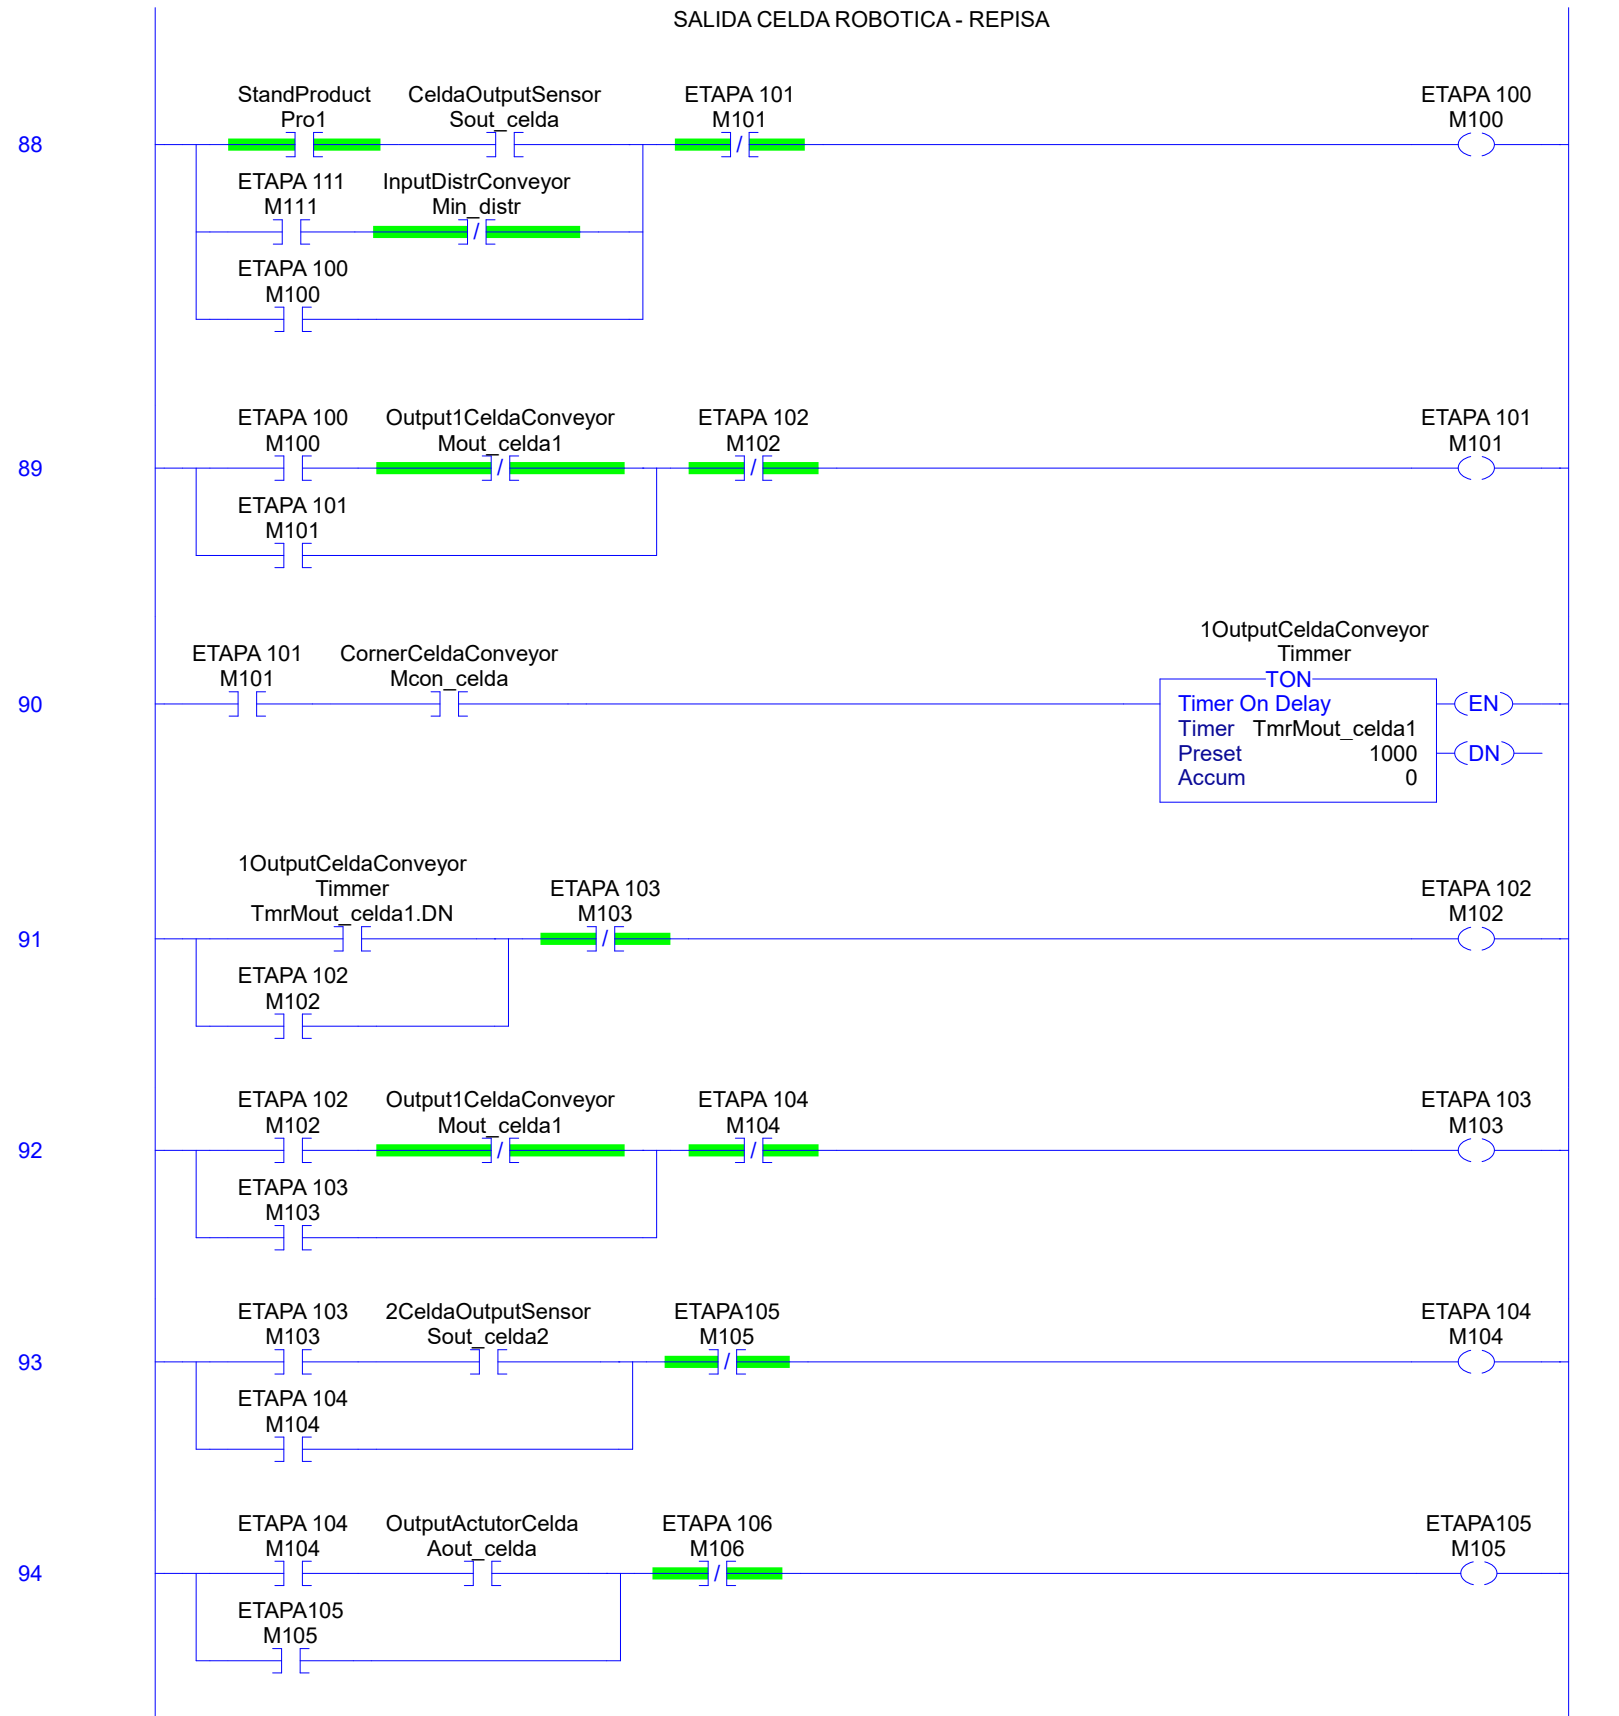 SALIDA CELDA ROBOTICA - REPISA
StandProduct CeldaOutputSensor ETAPA 101 ETAPA 100
Pro1 Sout_celda M101 M100
88 /
ETAPA 111 InputDistrConveyor
M111 Min_distr
/
ETAPA 100
M100
ETAPA 100 Output1CeldaConveyor ETAPA 102 ETAPA 101
M100 Mout_celda1 M102 M101
89 / /
ETAPA 101
M101
1OutputCeldaConveyor
ETAPA 101 CornerCeldaConveyor Timmer
M101 Mcon_celda TON
90 Timer On Delay EN
Timer TmrMout_celda1
Preset 1000 DN
Accum 0
1OutputCeldaConveyor
Timmer ETAPA 103 ETAPA 102
TmrMout_celda1.DN M103 M102
91 /
ETAPA 102
M102
ETAPA 102 Output1CeldaConveyor ETAPA 104 ETAPA 103
M102 Mout_celda1 M104 M103
92 / /
ETAPA 103
M103
ETAPA 103 2CeldaOutputSensor ETAPA105 ETAPA 104
M103 Sout_celda2 M105 M104
93 /
ETAPA 104
M104
ETAPA 104 OutputActutorCelda ETAPA 106 ETAPA105
M104 Aout_celda M106 M105
94 /
ETAPA105
M105